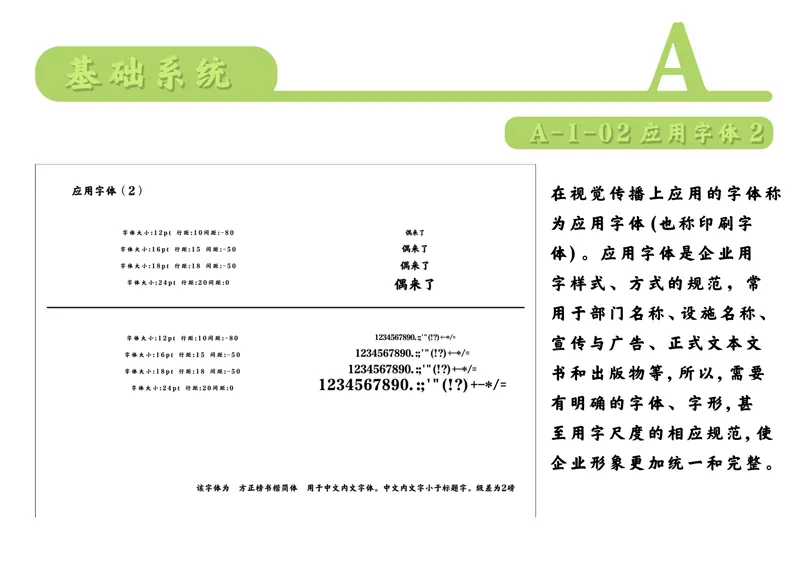 基础系统
A
A-1-02 应用字体 2
应用字体（2）
字体大小:12pt 行距:10间距:-80 偶来了
字体大小:16pt 行距:15 间距:-50 偶来了
字体大小:18pt 行距:18 间距:-50 偶来了
字体大小:24pt 行距:20间距:0 偶来了
字体大小:12pt 行距:10间距:-80 1234567890.:;'"(!?)+-*/=
字体大小:16pt 行距:15 间距:-50 1234567890.:;'"(!?)+-*/=
字体大小:18pt 行距:18 间距:-50 1234567890.:;'"(!?)+-*/=
字体大小:24pt 行距:20间距:0 1234567890.:;'"(!?)+-*/=
该字体为 方正榜书楷简体 用于中文内文字体。中文内文字小于标题字。级差为2磅
在视觉传播上应用的字体称
为应用字体(也称印刷字
体)。应用字体是企业用
字样式、方式的规范，常
用于部门名称、设施名称、
宣传与广告、正式文本文
书和出版物等,所以,需要
有明确的字体、字形,甚
至用字尺度的相应规范,使
企业形象更加统一和完整。